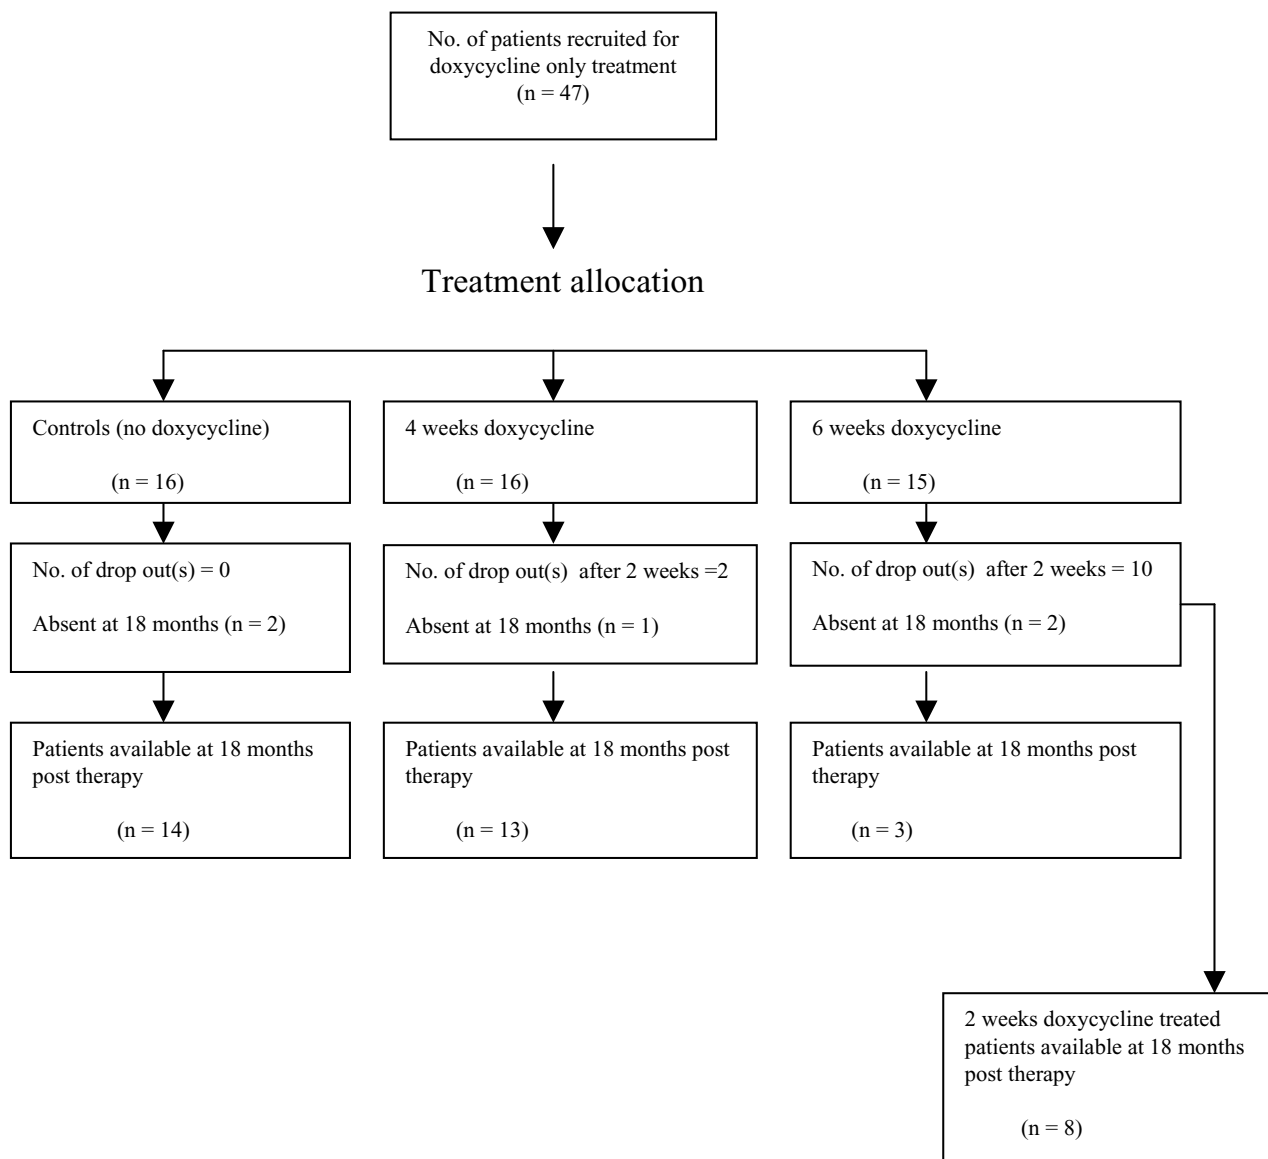 No. of patients recruited for
doxycycline only treatment
(n = 47)
Treatment allocation
Controls (no doxycycline)
(n = 16)
4 weeks doxycycline
(n = 16)
6 weeks doxycycline
(n = 15)
No. of drop out(s) = 0
Absent at 18 months (n = 2)
No. of drop out(s)  after 2 weeks =2
Absent at 18 months (n = 1)
No. of drop out(s)  after 2 weeks = 10
Absent at 18 months (n = 2)
Patients available at 18 months
post therapy
(n = 14)
Patients available at 18 months post
therapy
(n = 13)
Patients available at 18 months post
therapy
(n = 3)
2 weeks doxycycline treated
patients available at 18 months
post therapy
(n = 8)